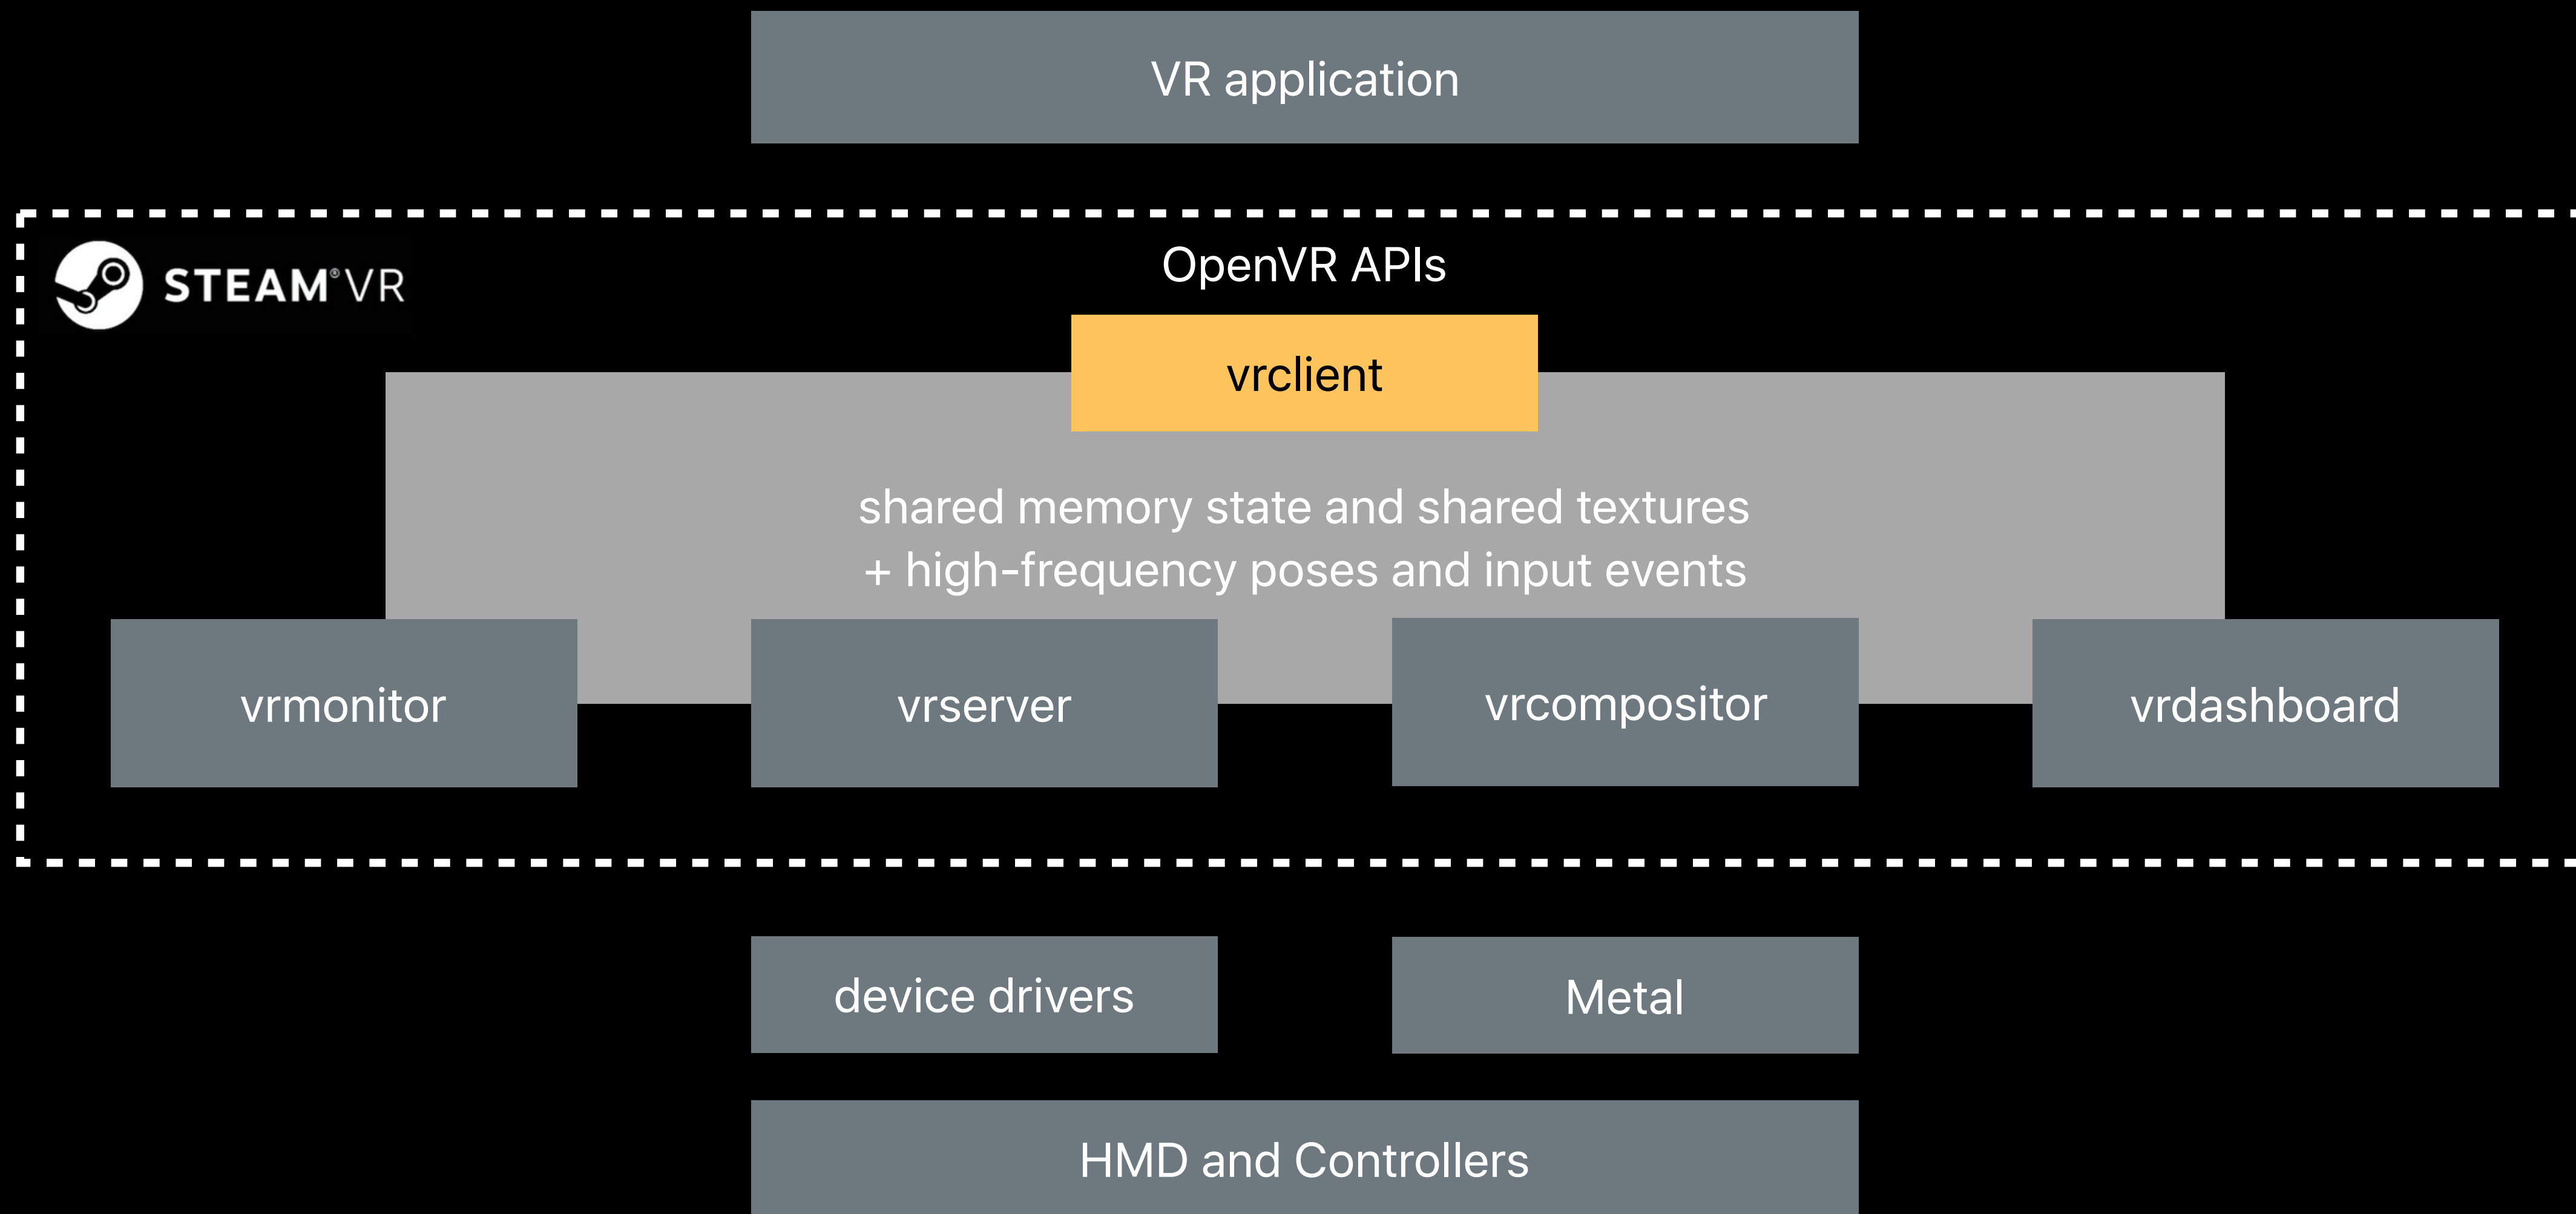 VR application
OpenVR APIs
STEAM®VR
vrclient
shared memory state and shared textures
+ high-frequency poses and input events
vrmonitor
vrserver
vrcompositor
vrdashboard
device drivers
Metal
HMD and Controllers